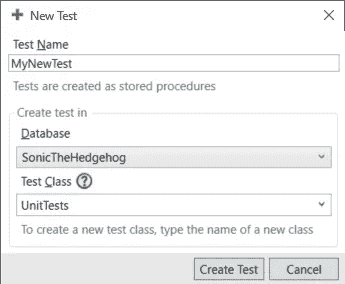 New Test
Test Name
MyNewTest
Tests are created as stored procedures
Create test in
Database
SonicTheHedgehog
Test Class ?
UnitTests
To create a new test class, type the name of a new class
Create Test Cancel